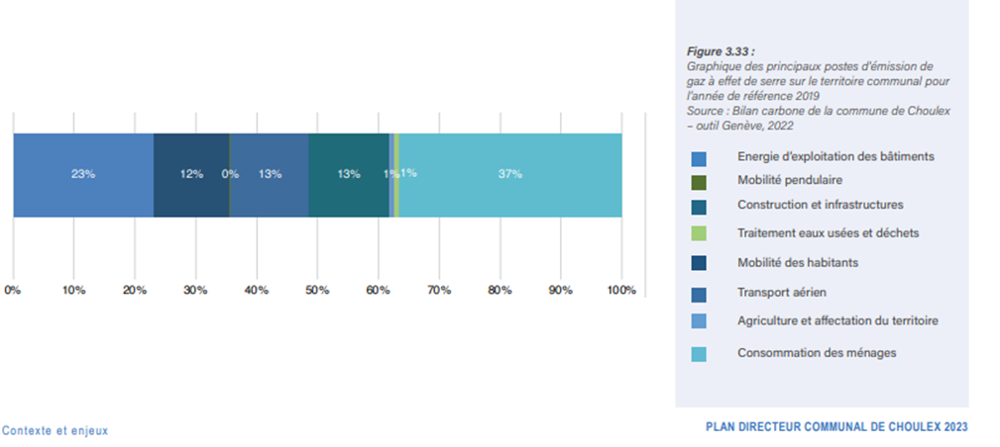 23%
12%
0%
13%
13%
1%
1%
37%
0%
10%
20%
30%
40%
50%
60%
70%
80%
90%
100%
Figure 3.33 :
Graphique des principaux postes d'émission de
gaz à effet de serre sur le territoire communal pour
l'année de référence 2019
Source : Bilan carbone de la commune de Choulex
– outil Genève, 2022
Energie d'exploitation des bâtiments
Mobilité pendulaire
Construction et infrastructures
Traitement eaux usées et déchets
Mobilité des habitants
Transport aérien
Agriculture et affectation du territoire
Consommation des ménages
Contexte et enjeux
PLAN DIRECTEUR COMMUNAL DE CHOULEX 2023